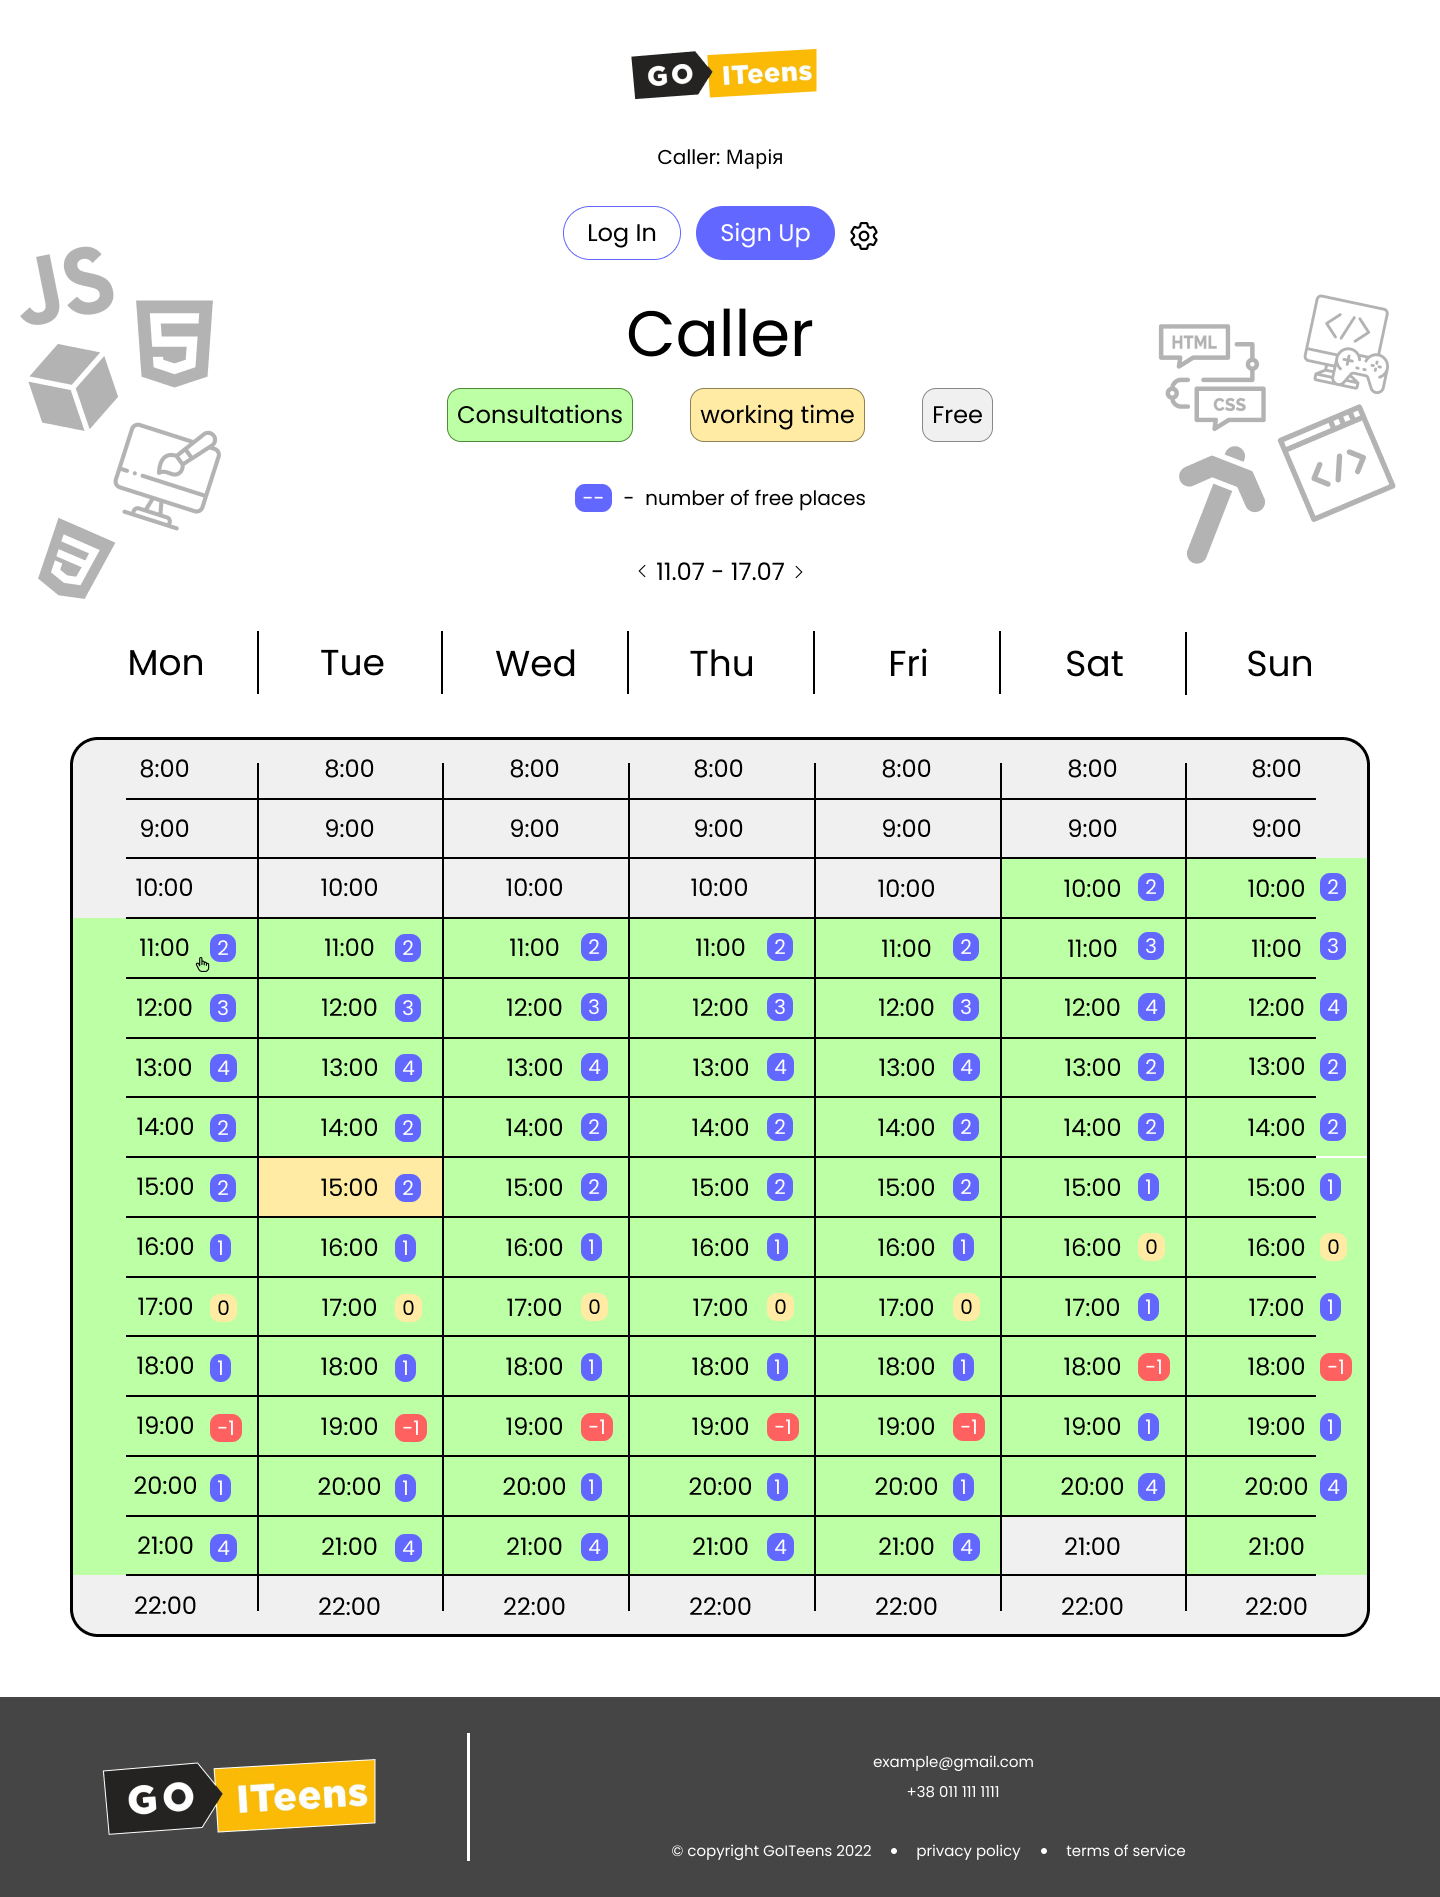 GO ITeens
Caller: Марія
Log In Sign Up
JS
HTML
CSS
</>
</>
Caller
Consultations working time Free
-- - number of free places
< 11.07 - 17.07 >
Mon Tue Wed Thu Fri Sat Sun
8:00 8:00 8:00 8:00 8:00 8:00 8:00
9:00 9:00 9:00 9:00 9:00 9:00 9:00
10:00 10:00 10:00 10:00 10:00 10:00 2 10:00 2
11:00 2 11:00 2 11:00 2 11:00 2 11:00 2 11:00 3 11:00 3
12:00 3 12:00 3 12:00 3 12:00 3 12:00 3 12:00 4 12:00 4
13:00 4 13:00 4 13:00 4 13:00 4 13:00 4 13:00 2 13:00 2
14:00 2 14:00 2 14:00 2 14:00 2 14:00 2 14:00 2 14:00 2
15:00 2 15:00 2 15:00 2 15:00 2 15:00 2 15:00 1 15:00 1
16:00 1 16:00 1 16:00 1 16:00 1 16:00 1 16:00 0 16:00 0
17:00 0 17:00 0 17:00 0 17:00 0 17:00 0 17:00 1 17:00 1
18:00 1 18:00 1 18:00 1 18:00 1 18:00 1 18:00 -1 18:00 -1
19:00 -1 19:00 -1 19:00 -1 19:00 -1 19:00 -1 19:00 1 19:00 1
20:00 1 20:00 1 20:00 1 20:00 1 20:00 1 20:00 4 20:00 4
21:00 4 21:00 4 21:00 4 21:00 4 21:00 4 21:00 21:00
22:00 22:00 22:00 22:00 22:00 22:00 22:00
GO ITeens
example@gmail.com
+38 011 111 1111
© copyright GoITeens 2022 • privacy policy • terms of service